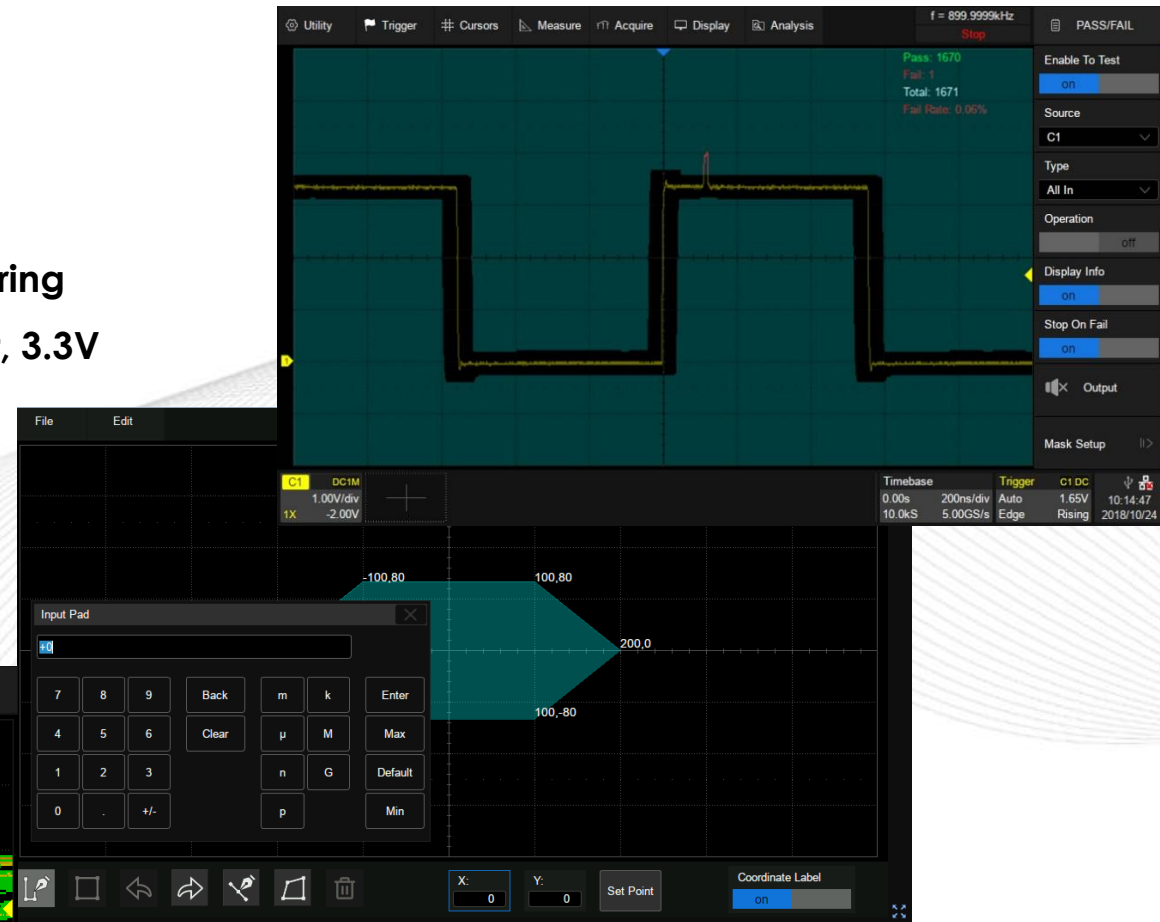 Utility Trigger Cursors Measure Acquire Display Analysis
f = 899.9999kHz
Stop
PASS/FAIL
Pass: 1670
Fail: 1
Total: 1671
Fail Rate: 0.06%
Enable To Test
on
Source
C1
Type
All In
Operation
off
Display Info
on
Stop On Fail
on
Output
Mask Setup
ring
, 3.3V
1
C1 DC1M
1.00V/div
1X -2.00V
Timebase
0.00s 200ns/div
10.0kS 5.00GS/s
Trigger C1 DC
Auto 1.65V
Edge Rising
10:14:47
2018/10/24
File Edit
-100,80 100,80
200,0
100,-80
Input Pad
+0
7 8 9 Back m k Enter
4 5 6 Clear µ M Max
1 2 3 n G Default
0 . +/- p Min
X:
0
Y:
0
Set Point
Coordinate Label
on